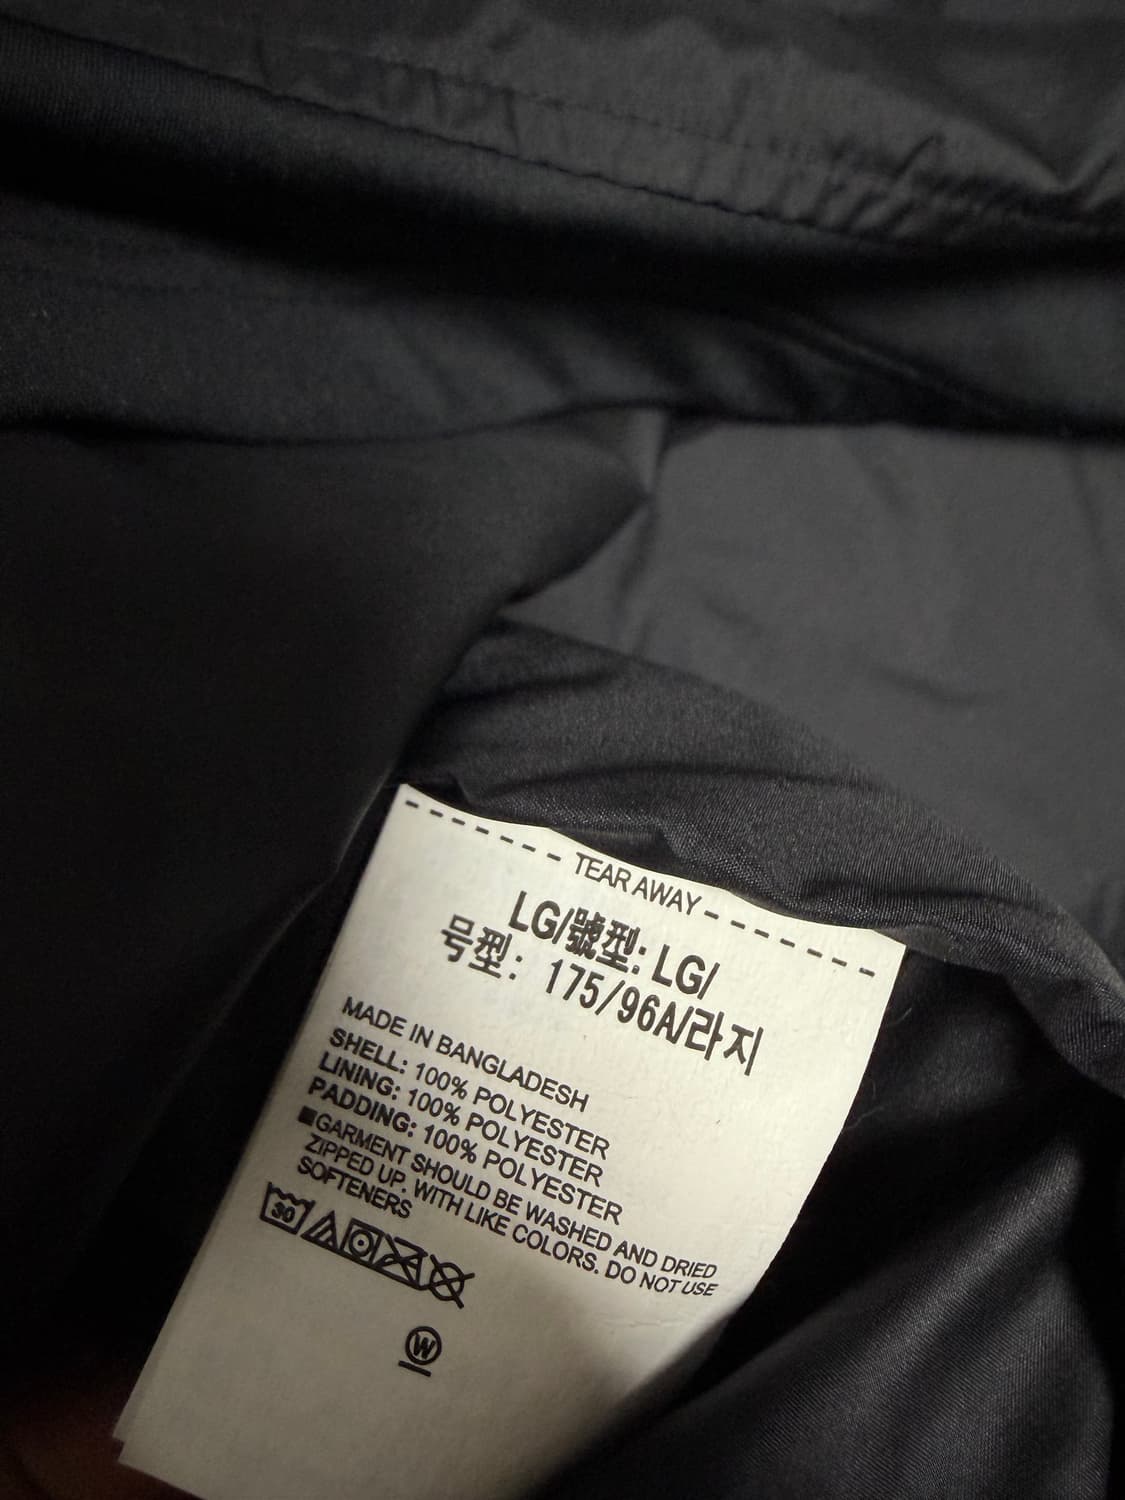 TEAR AWAY
LG/號型: LG/
号型: 175/96A/라지
MADE IN BANGLADESH
SHELL: 100% POLYESTER
LINING: 100% POLYESTER
PADDING: 100% POLYESTER
■GARMENT SHOULD BE WASHED AND DRIED
ZIPPED UP. WITH LIKE COLORS. DO NOT USE
SOFTENERS
30
W